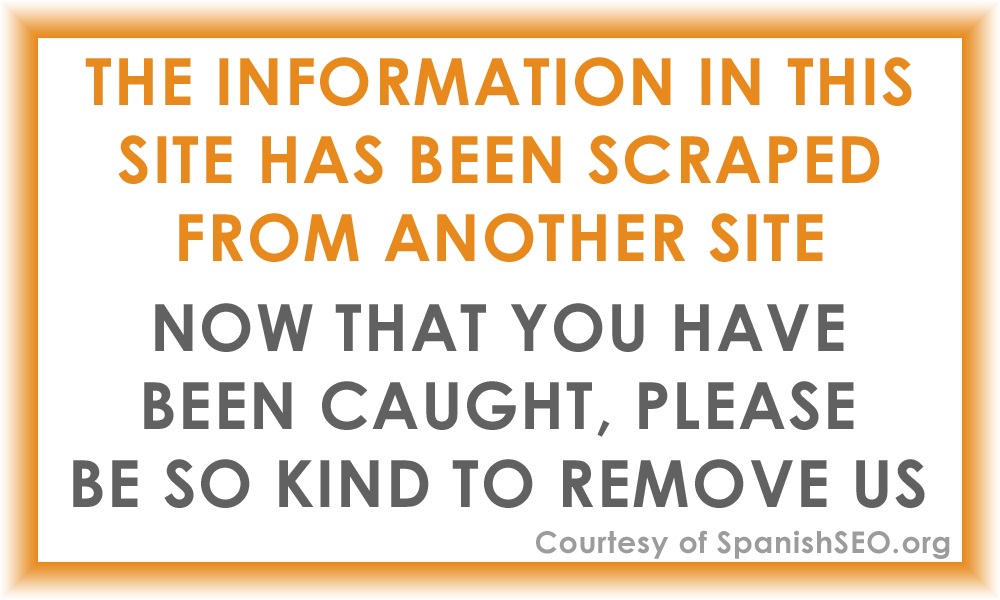 THE INFORMATION IN THIS
SITE HAS BEEN SCRAPED
FROM ANOTHER SITE
NOW THAT YOU HAVE
BEEN CAUGHT, PLEASE
BE SO KIND TO REMOVE US
Courtesy of SpanishSEO.org